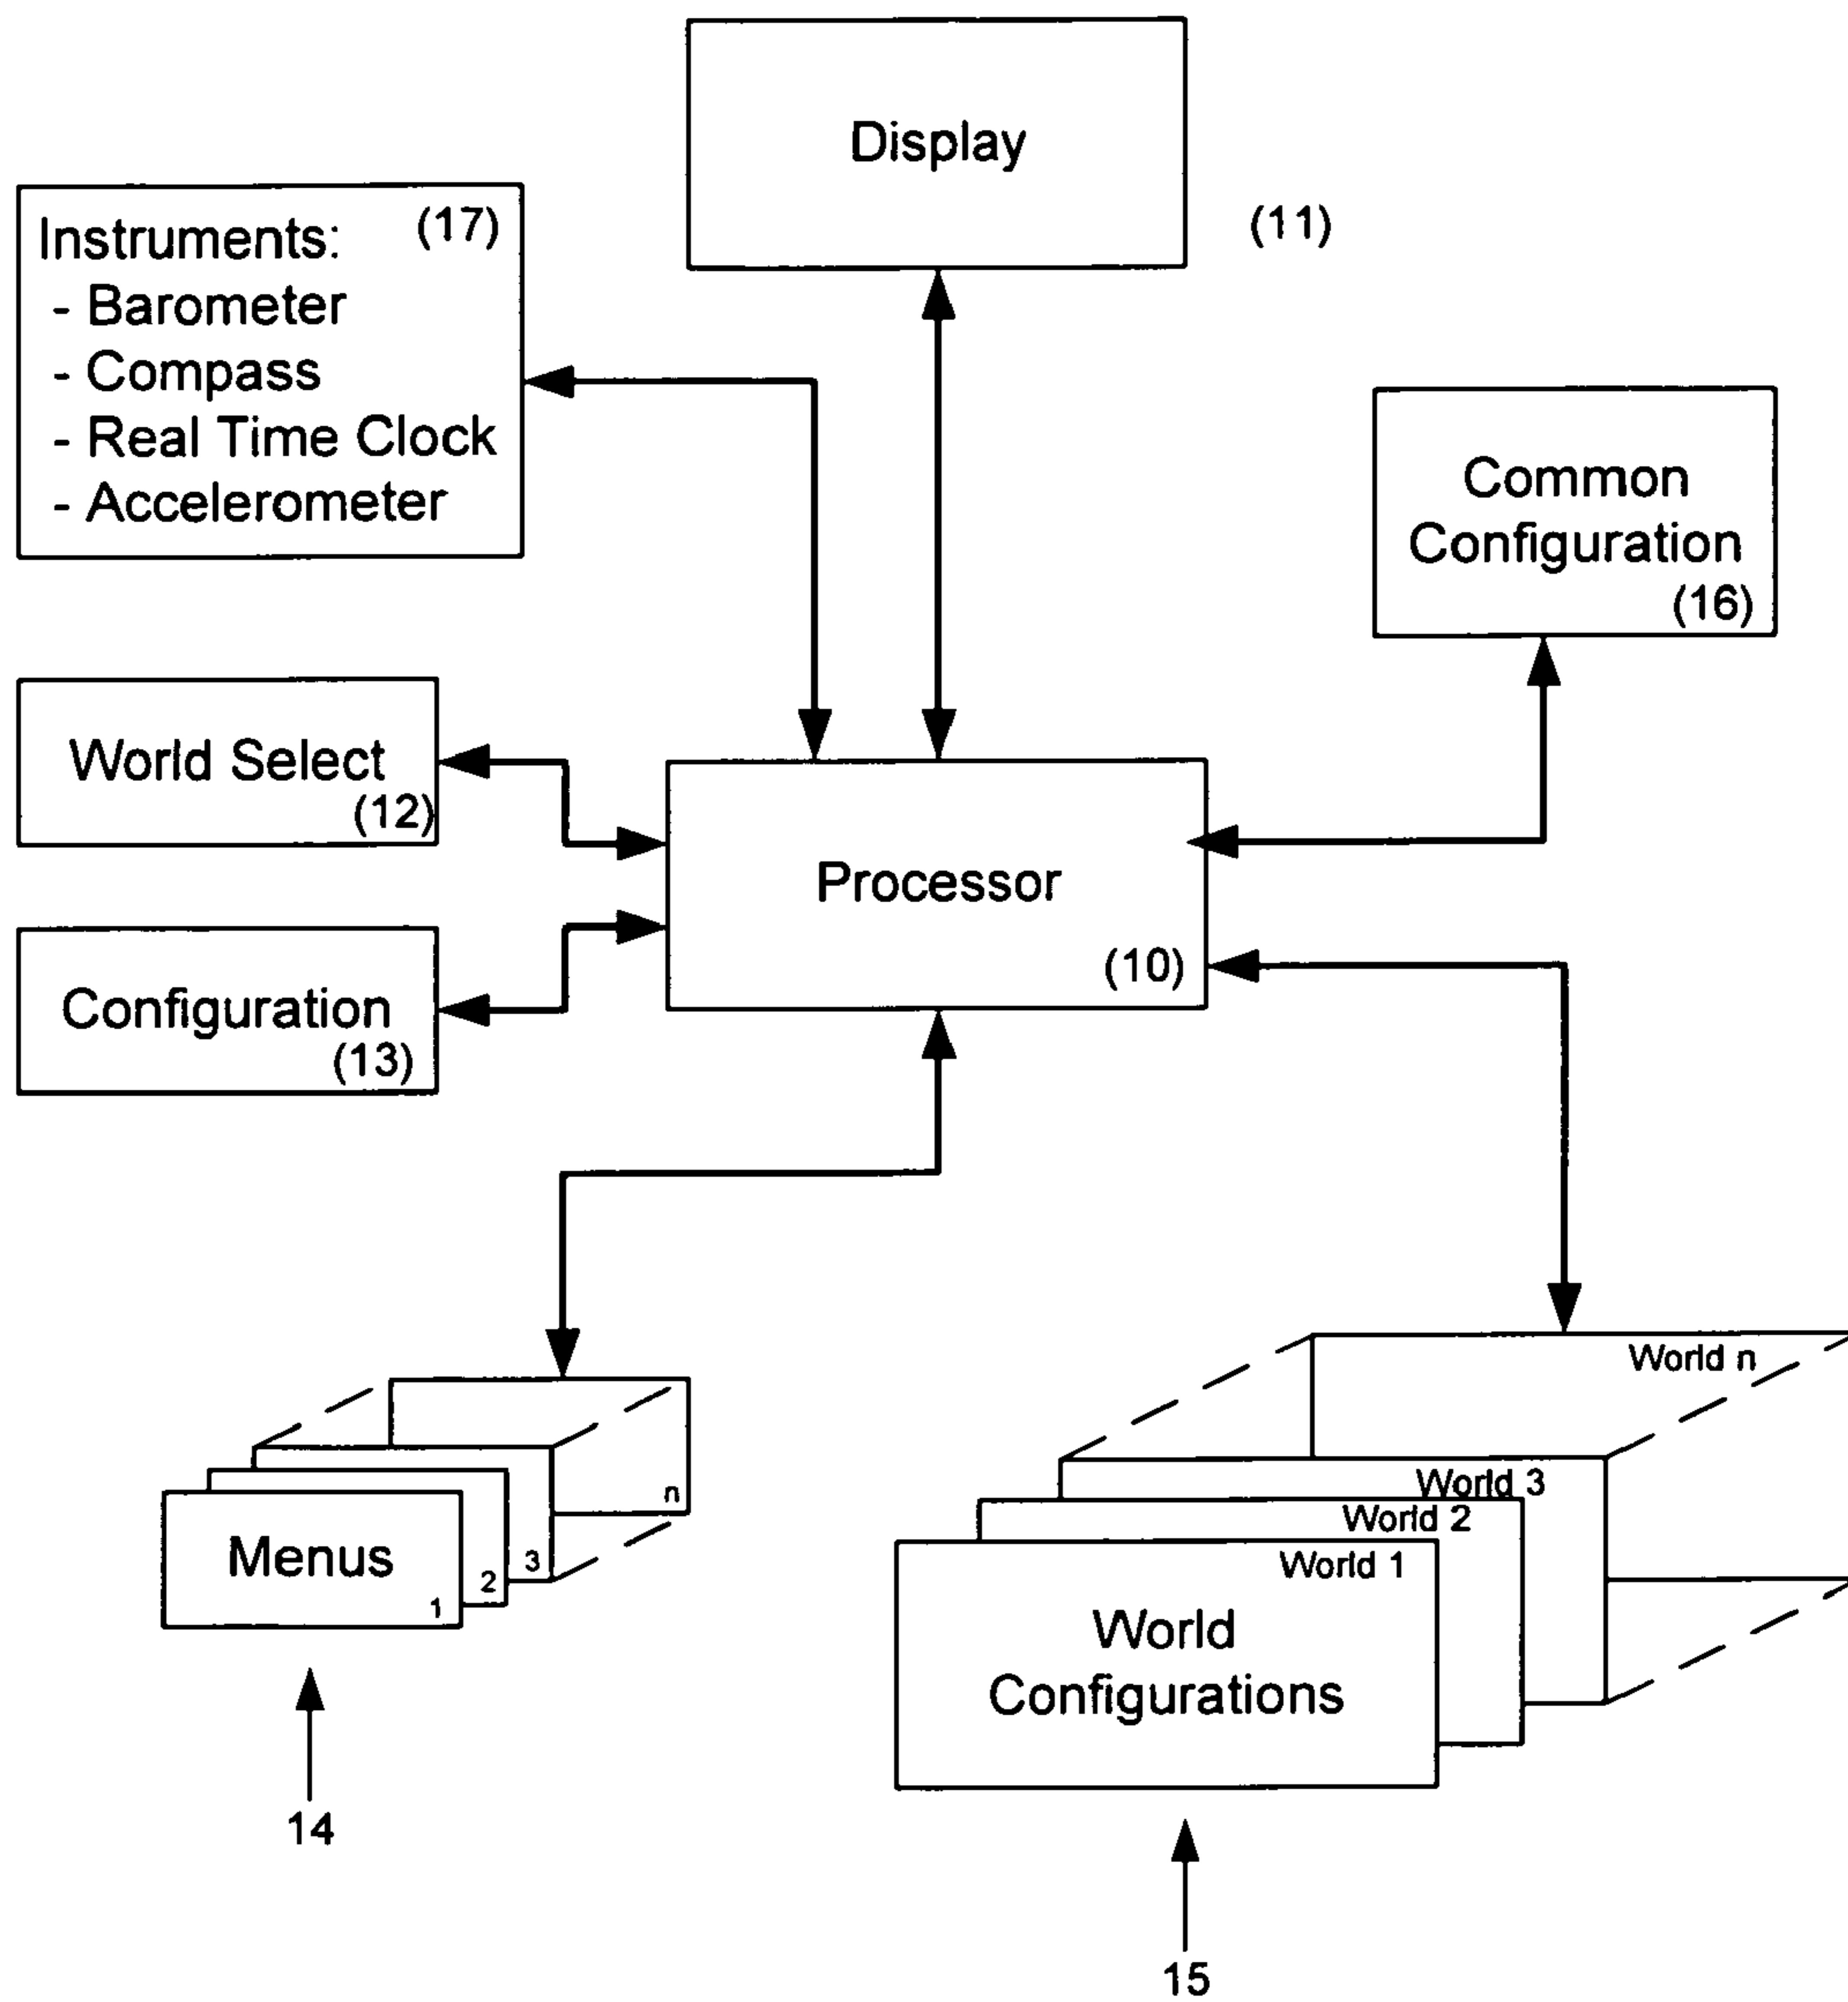 Display
(11)
Instruments:
(17)
- Barometer
- Compass
- Real Time Clock
- Accelerometer
Common
Configuration
(16)
World Select
(12)
Processor
(10)
Configuration
(13)
World n
World 3
World 2
World 1
World
Configurations
n
3
2
1
Menus
14
15